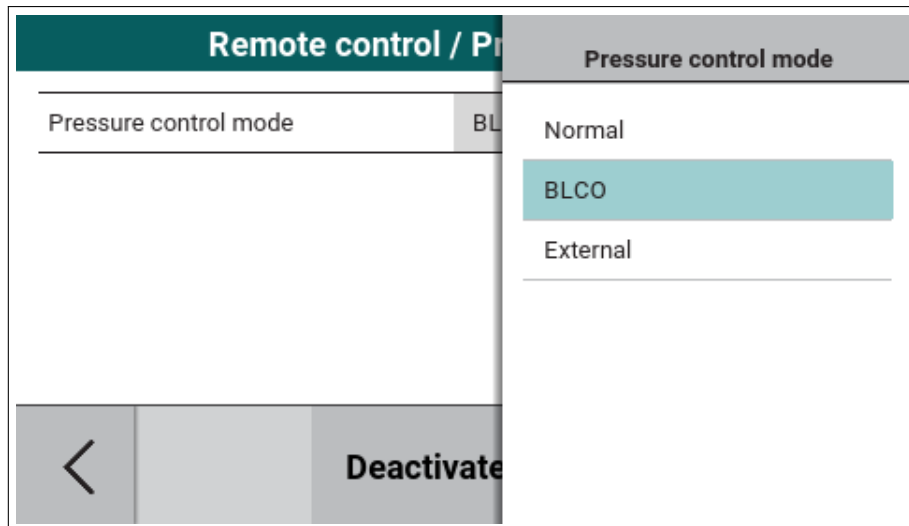 Remote control / Pr
Pressure control mode
BL
Deactivate
Pressure control mode
Normal
BLCO
External